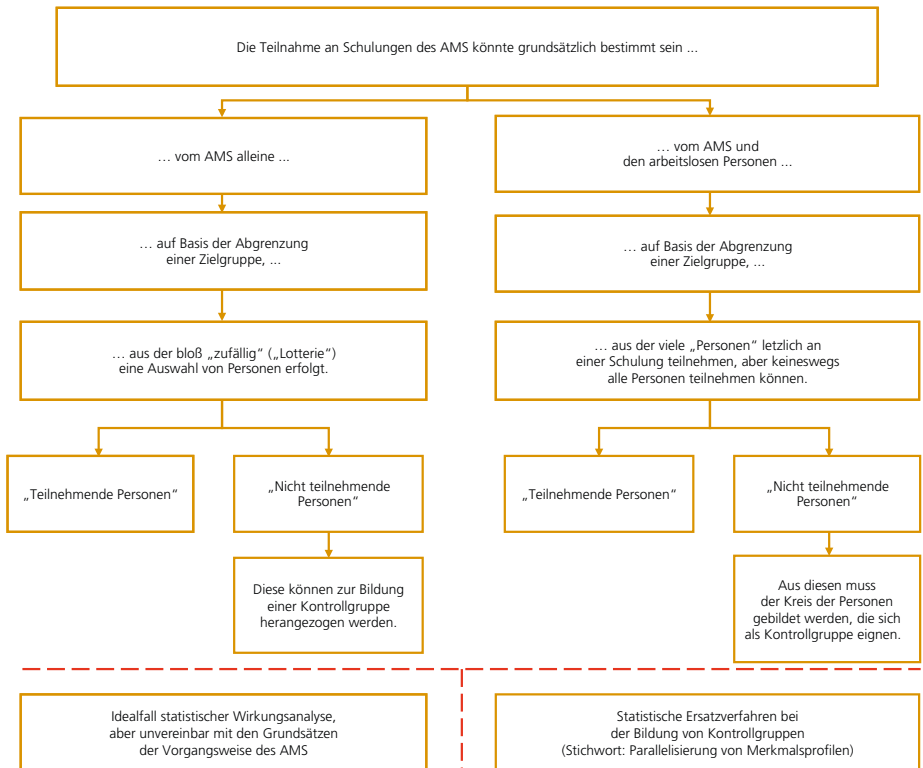 Die Teilnahme an Schulungen des AMS könnte grundsätzlich bestimmt sein ...
... vom AMS alleine ...
... auf Basis der Abgrenzung
einer Zielgruppe, ...
... aus der bloß „zufällig“ („Lotterie“)
eine Auswahl von Personen erfolgt.
„Teilnehmende Personen“
„Nicht teilnehmende
Personen“
Diese können zur Bildung
einer Kontrollgruppe
herangezogen werden.
Idealfall statistischer Wirkungsanalyse,
aber unvereinbar mit den Grundsätzen
der Vorgangsweise des AMS
... vom AMS und
den arbeitslosen Personen ...
... auf Basis der Abgrenzung
einer Zielgruppe, ...
... aus der viele „Personen“ letzlich an
einer Schulung teilnehmen, aber keineswegs
alle Personen teilnehmen können.
„Teilnehmende Personen“
„Nicht teilnehmende
Personen“
Aus diesen muss
der Kreis der Personen
gebildet werden, die sich
als Kontrollgruppe eignen.
Statistische Ersatzverfahren bei
der Bildung von Kontrollgruppen
(Stichwort: Parallelisierung von Merkmalsprofilen)